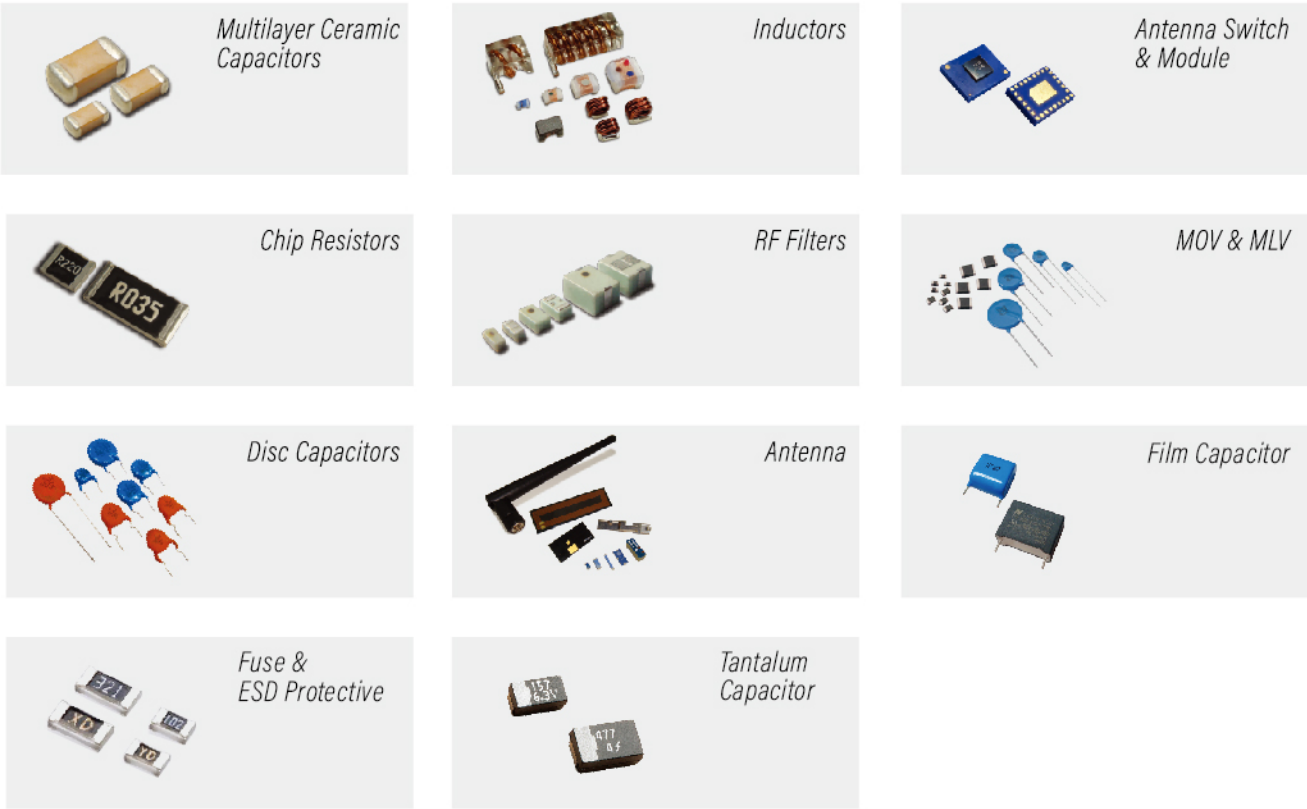 Multilayer Ceramic
Capacitors
Inductors
Antenna Switch
& Module
Chip Resistors
R220
R035
RF Filters
MOV & MLV
Disc Capacitors
Antenna
Film Capacitor
Fuse &
ESD Protective
321
XD
102
YD
Tantalum
Capacitor
157
6.3V
477